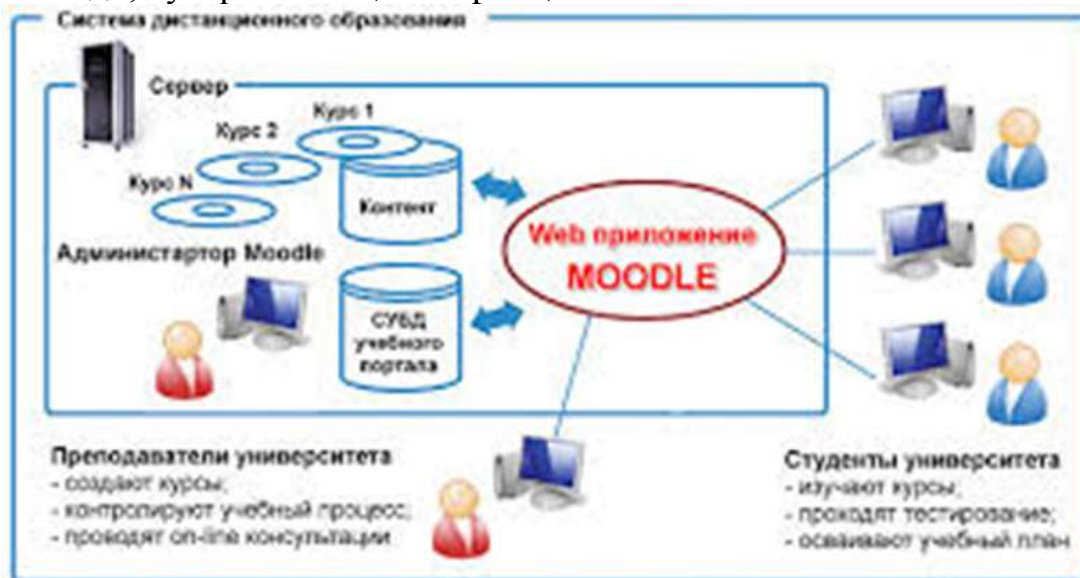 Система дистанционного образования
Сервер
Курс 1
Курс 2
Курс N
Контент
Администартор Moodle
СУБД
учебного
портала
Web приложение
MOODLE
Преподаватели университета
- создают курсы;
- контролируют учебный процесс;
- проводят on-line консультации
Студенты университета
- изучают курсы;
- проходят тестирование;
- осваивают учебный план